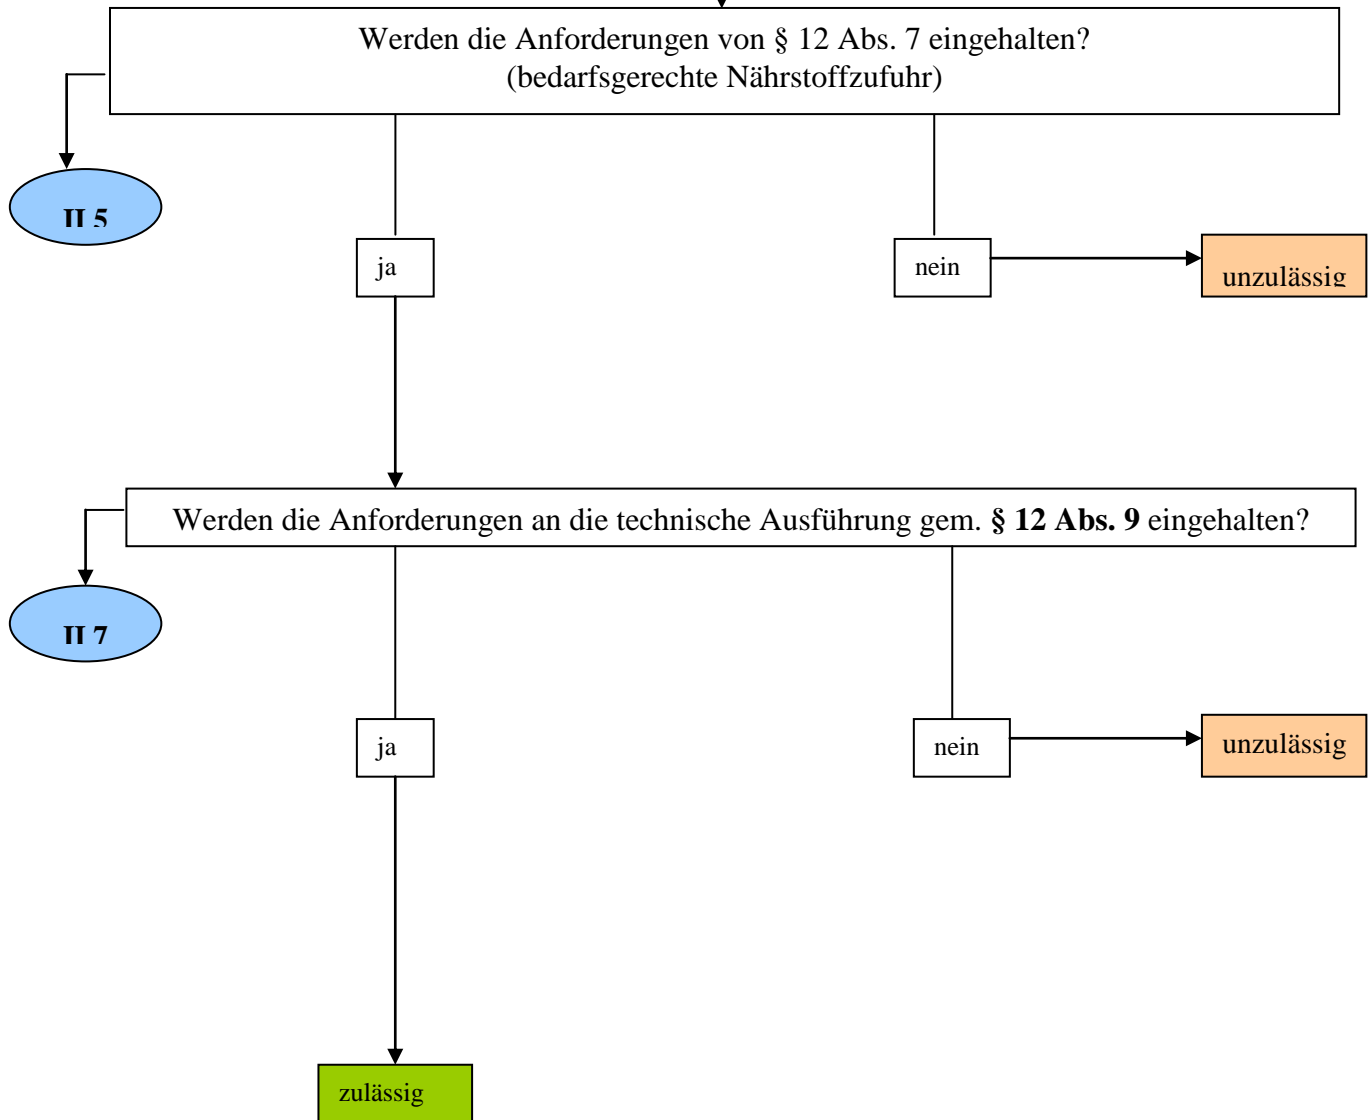 Werden die Anforderungen von § 12 Abs. 7 eingehalten?
(bedarfsgerechte Nährstoffzufuhr)
II 5
ja
nein
unzulässig
Werden die Anforderungen an die technische Ausführung gem. § 12 Abs. 9 eingehalten?
II 7
ja
nein
unzulässig
zulässig